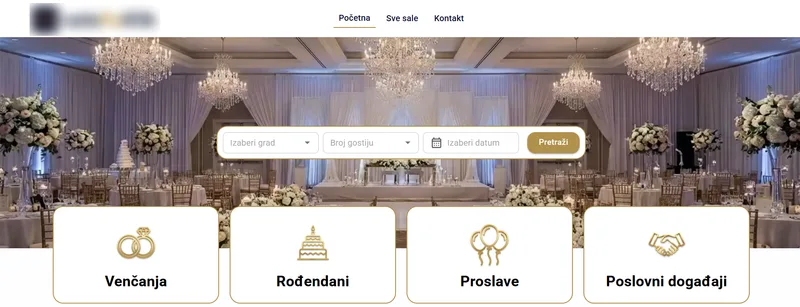 Početna
Sve sale
Kontakt
Izaberi grad
Broj gostiju
Izaberi datum
Pretraži
Venčanja
Rođendani
Proslave
Poslovni događaji